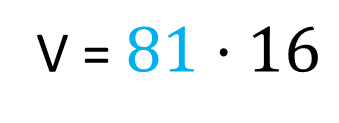 V = 81 · 16